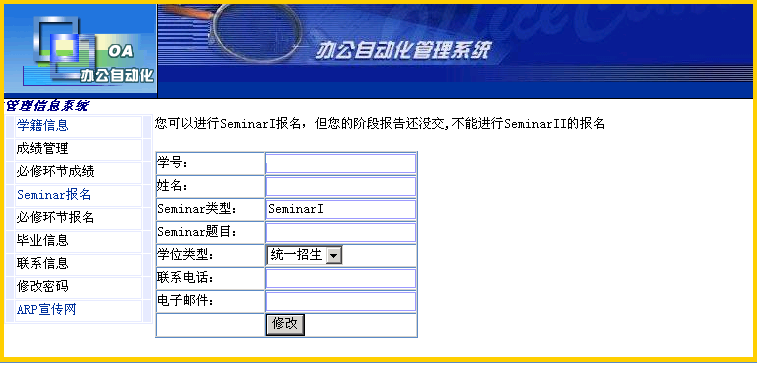 OA
办公自动化
办公自动化管理系统
管理信息系统
学籍信息
成绩管理
必修环节成绩
Seminar报名
必修环节报名
毕业信息
联系信息
修改密码
ARP宣传网
您可以进行SeminarI报名，但您的阶段报告还没交,不能进行SeminarII的报名
学号:
姓名:
Seminar类型: SeminarI
Seminar题目:
学位类型: 统一招生
联系电话:
电子邮件:
修改